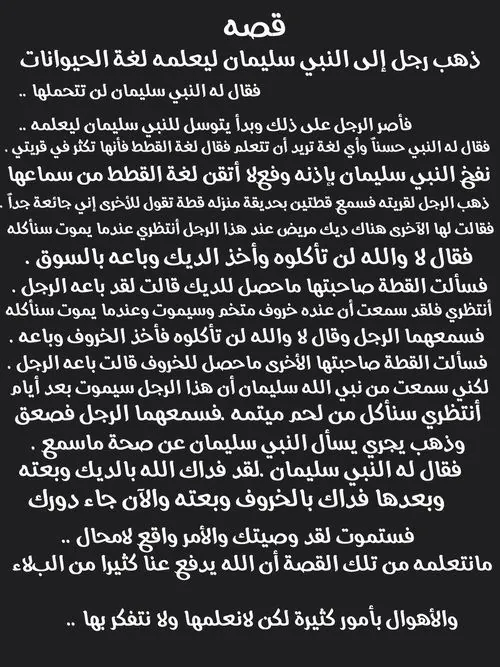 قصه
ذهب رجل إلى النبي سليمان ليعلمه لغة الحيوانات
فقال له النبي سليمان لن تتحملها ..
فأصر الرجل على ذلك وبدأ يتوسل للنبي سليمان ليعلمه ..
فقال له النبي حسناً وأي لغة تريد أن تتعلم فقال لغة القطط فأنها تكثر في قريتي .
نفخ النبي سليمان بإذنه وفعلا أتقن لغة القطط من سماعها
ذهب الرجل لقريته فسمع قطتين بحديقة منزله قطة تقول للأخرى إني جائعة جداً .
فقالت لها الآخرى هناك ديك مريض عند هذا الرجل أنتظري عندما يموت سنأكله
فقال لا والله لن تأكلوه وأخذ الديك وباعه بالسوق .
فسألت القطة صاحبتها ماحصل للديك قالت لقد باعه الرجل .
أنتظري فلقد سمعت أن عنده خروف متخم وسيموت وعندما يموت سنأكله
فسمعهما الرجل وقال لا والله لن تأكلوه فأخذ الخروف وباعه .
فسألت القطة صاحبتها الأخرى ماحصل للخروف قالت باعه الرجل .
لكني سمعت من نبي الله سليمان أن هذا الرجل سيموت بعد أيام
أنتظري سنأكل من لحم ميتمه .فسمعهما الرجل فصعق
وذهب يجري يسأل النبي سليمان عن صحة ماسمع .
فقال له النبي سليمان .لقد فداك الله بالديك وبعته
وبعدها فداك بالخروف وبعته والآن جاء دورك
فستموت لقد وصيتك والأمر واقع لامحال ..
مانتعلمه من تلك القصة أن الله يدفع عنا كثيرا من البلاء
والأهوال بأمور كثيرة لكن لانعلمها ولا نتفكر بها ..